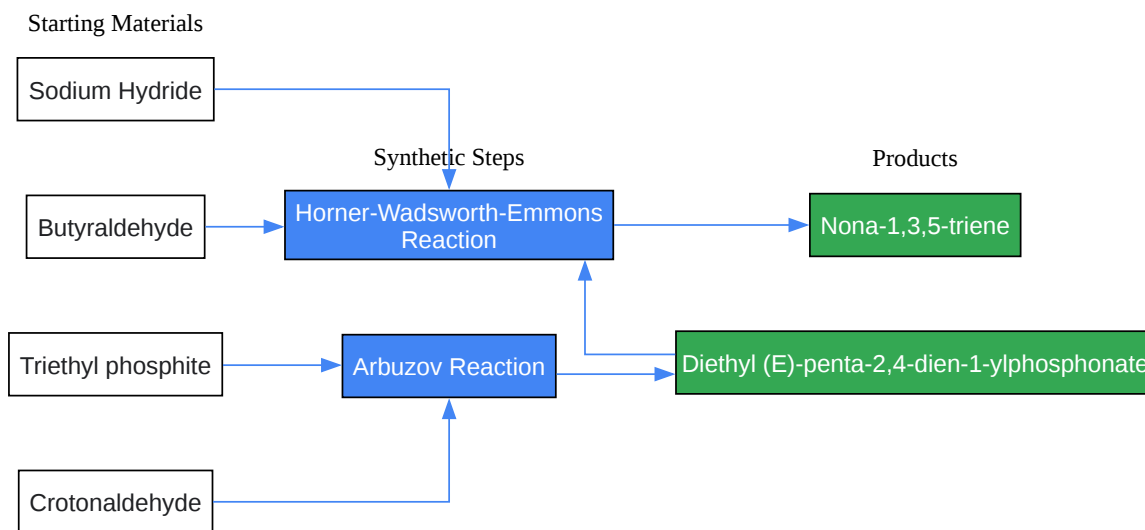 Starting Materials
Sodium Hydride
Synthetic Steps
Products
Butyraldehyde
Horner-Wadsworth-Emmons
Reaction
Nona-1,3,5-triene
Triethyl phosphite
Arbuzov Reaction
Diethyl (E)-penta-2,4-dien-1-ylphosphonate
Crotonaldehyde